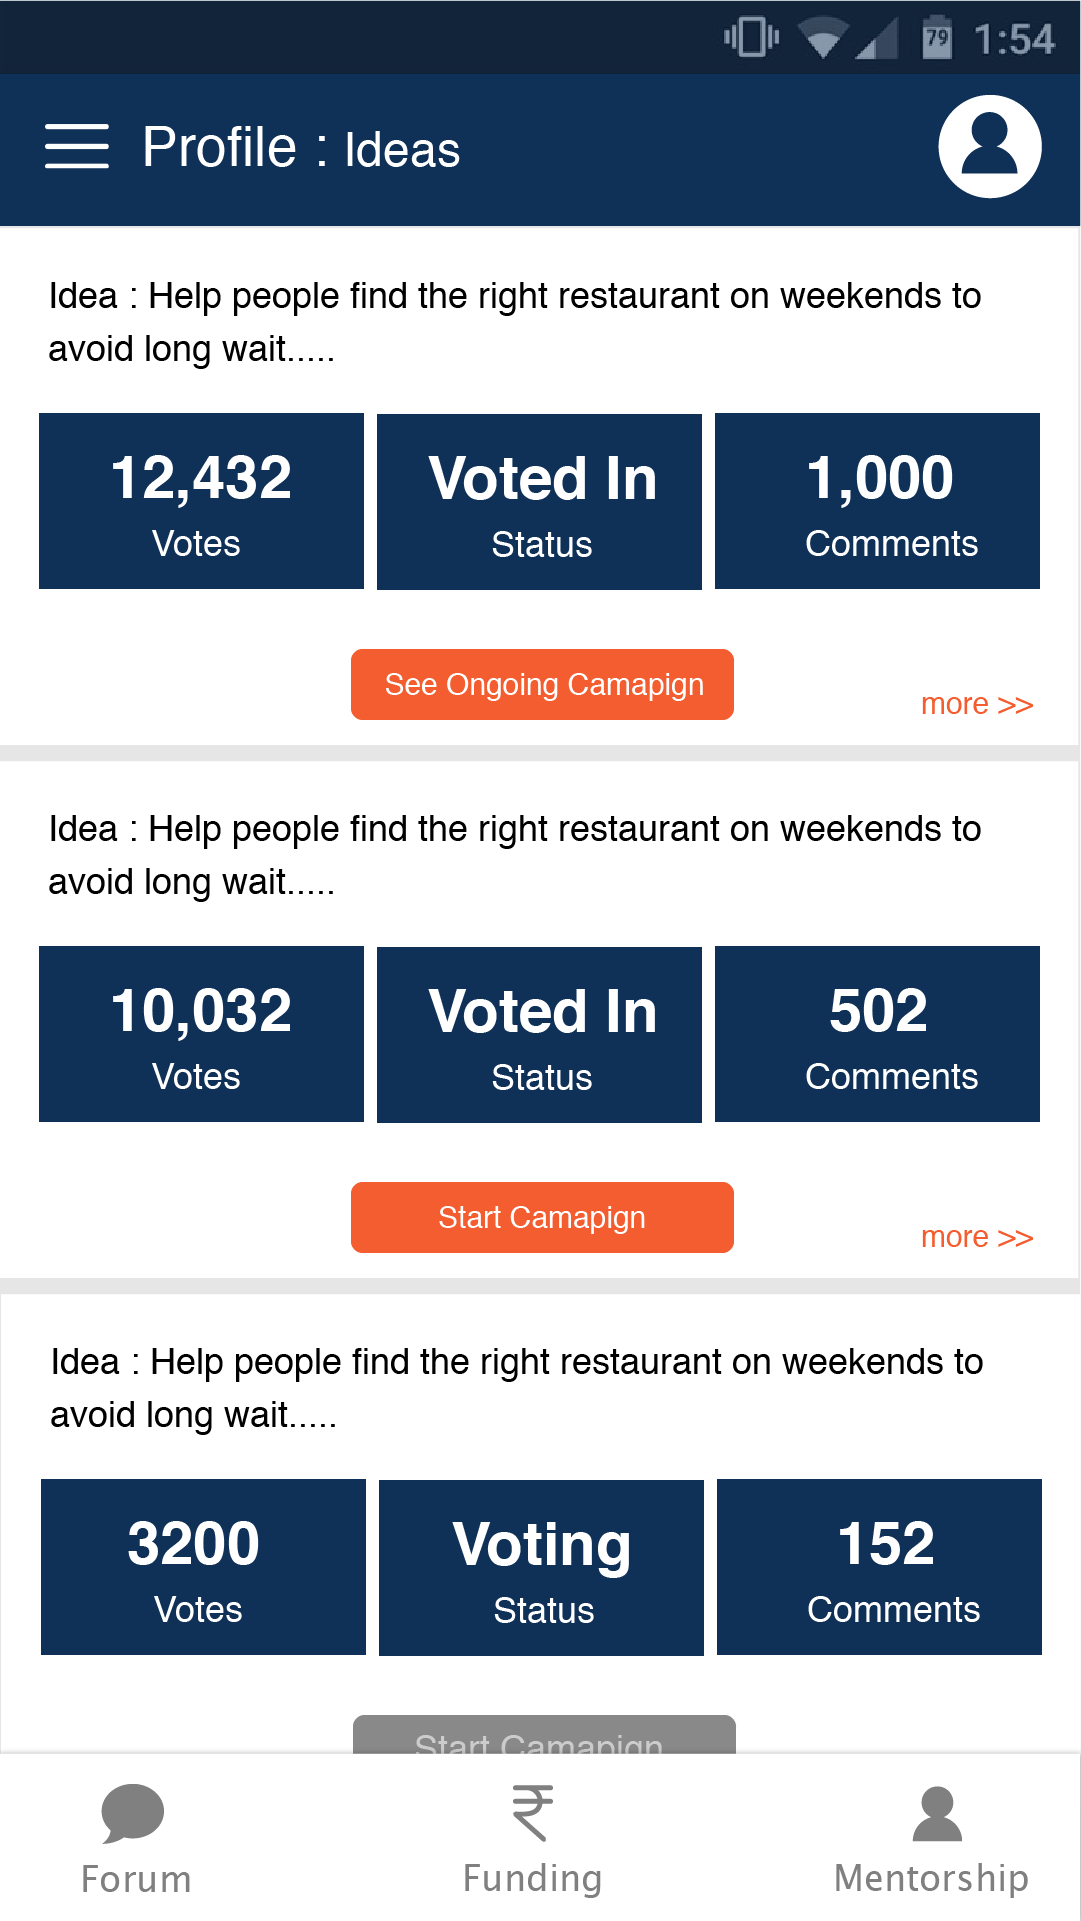 79 1:54
Profile : Ideas
Idea : Help people find the right restaurant on weekends to
avoid long wait.....
12,432 Voted In 1,000
Votes Status Comments
See Ongoing Camapign
more >>
Idea : Help people find the right restaurant on weekends to
avoid long wait.....
10,032 Voted In 502
Votes Status Comments
Start Camapign
more >>
Idea : Help people find the right restaurant on weekends to
avoid long wait.....
3200 Voting 152
Votes Status Comments
Start Camapign
₹
Forum Funding Mentorship